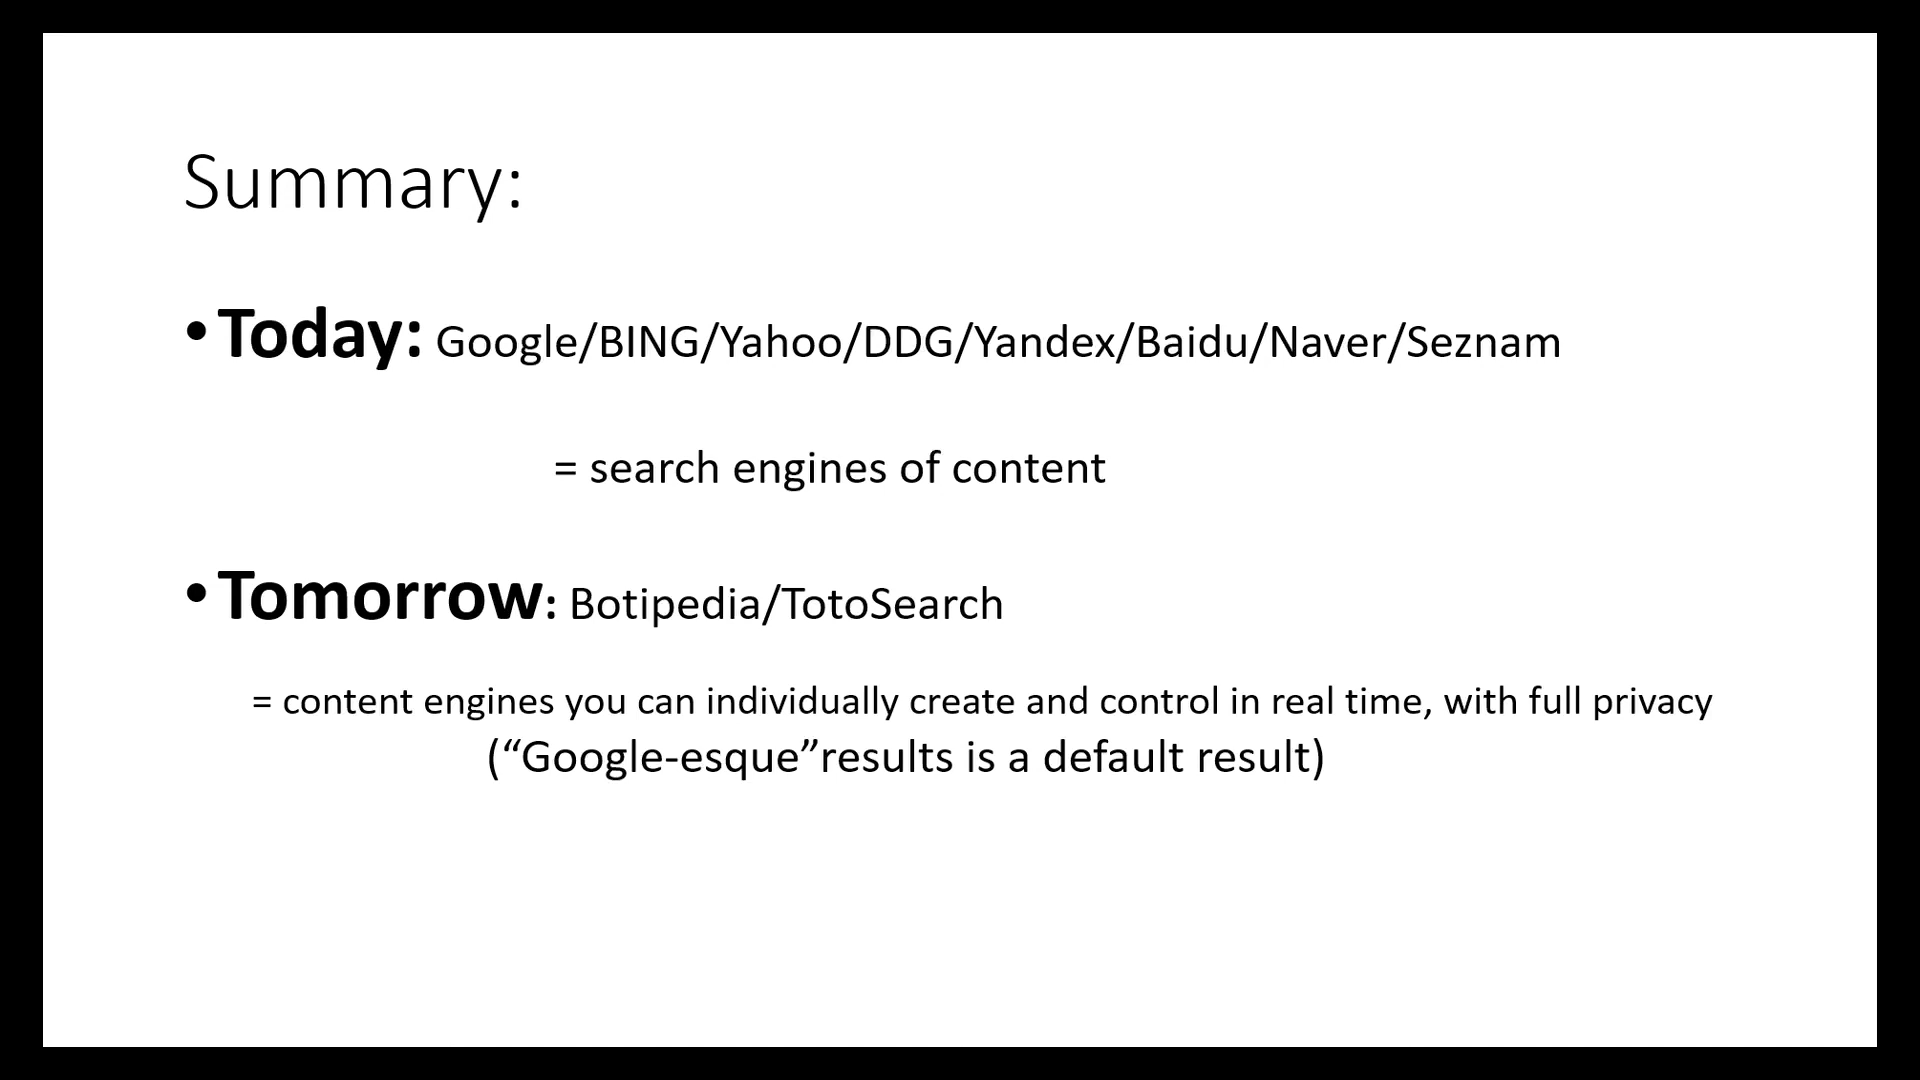 Summary:
• Today: Google/BING/Yahoo/DDG/Yandex/Baidu/Naver/Seznam
= search engines of content
• Tomorrow: Botipedia/TotoSearch
= content engines you can individually create and control in real time, with full privacy
(“Google-esque”results is a default result)